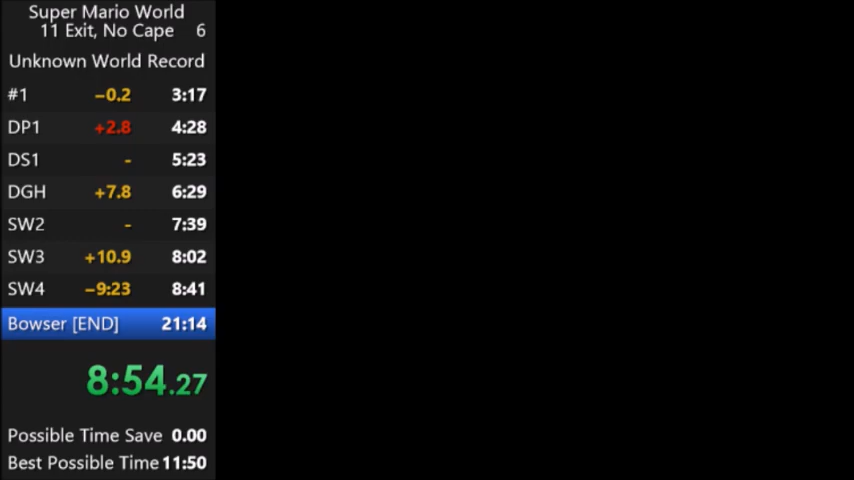 Super Mario World
11 Exit, No Cape 6
Unknown World Record
#1 −0.2 3:17
DP1 +2.8 4:28
DS1 - 5:23
DGH +7.8 6:29
SW2 - 7:39
SW3 +10.9 8:02
SW4 −9:23 8:41
Bowser [END] 21:14
8:54.27
Possible Time Save 0.00
Best Possible Time 11:50